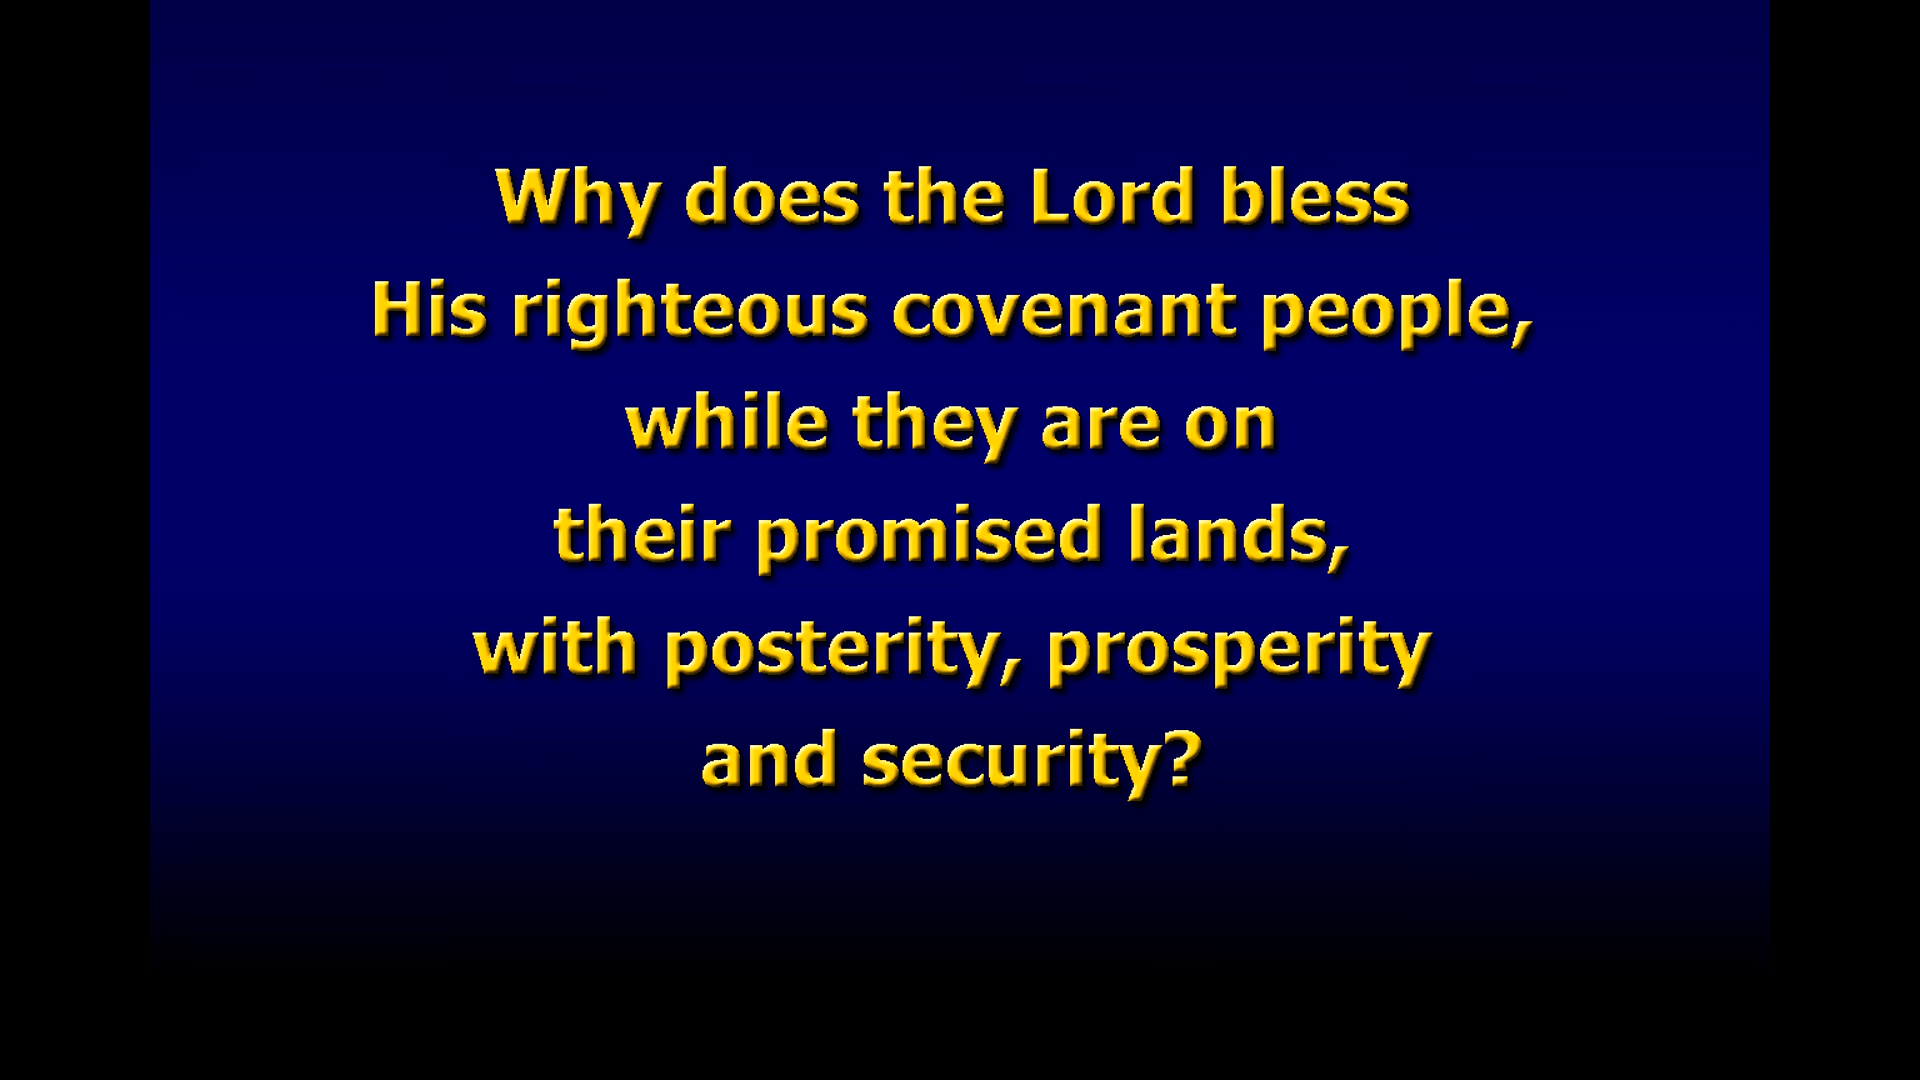 Why does the Lord bless
His righteous covenant people,
while they are on
their promised lands,
with posterity, prosperity
and security?